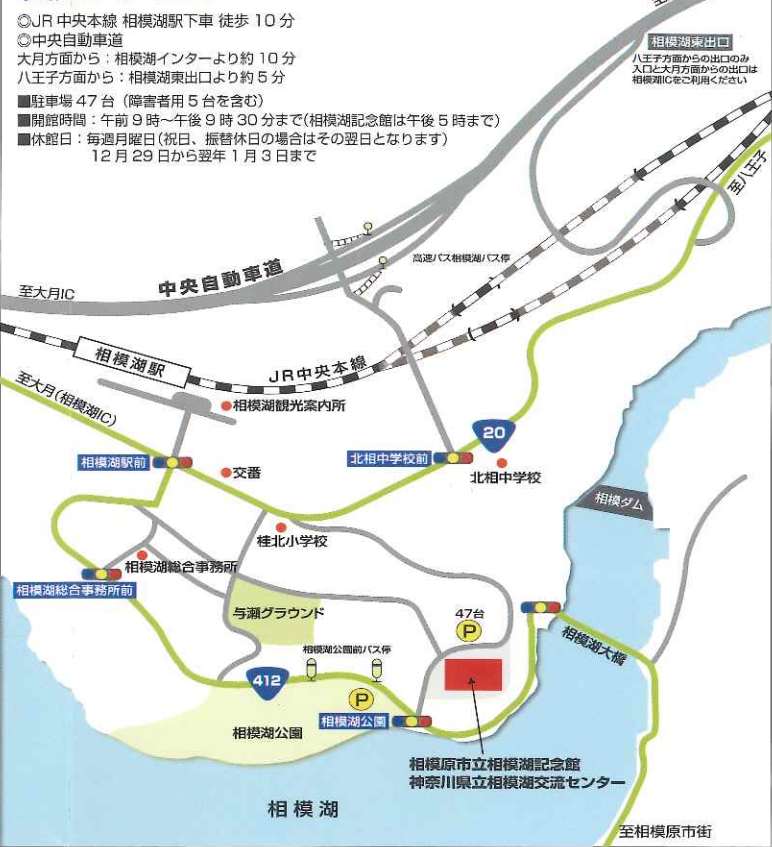 ◎JR中央本線 相模湖駅下車 徒歩10分
◎中央自動車道
大月方面から：相模湖インターより約10分
八王子方面から：相模湖東出口より約5分
■駐車場47台（障害者用5台を含む）
■開館時間：午前9時～午後9時30分まで(相模湖記念館は午後5時まで)
■休館日：毎週月曜日(祝日、振替休日の場合はその翌日となります)
12月29日から翌年1月3日まで
相模湖東出口
八王子方面からの出口のみ
入口と大月方面からの出口は
相模湖ICをご利用ください
至八王子
高速バス相模湖バス停
中央自動車道
至大月IC
相模湖駅
JR中央本線
至大月(相模湖IC)
相模湖観光案内所
20
相模湖駅前
交番
北相中学校前
北相中学校
相模ダム
桂北小学校
相模湖総合事務所
相模湖総合事務所前
与瀬グラウンド
47台
P
相模湖大橋
相模湖公園前バス停
412
P
相模湖公園
相模湖公園
相模原市立相模湖記念館
神奈川県立相模湖交流センター
相模湖
至相模原市街